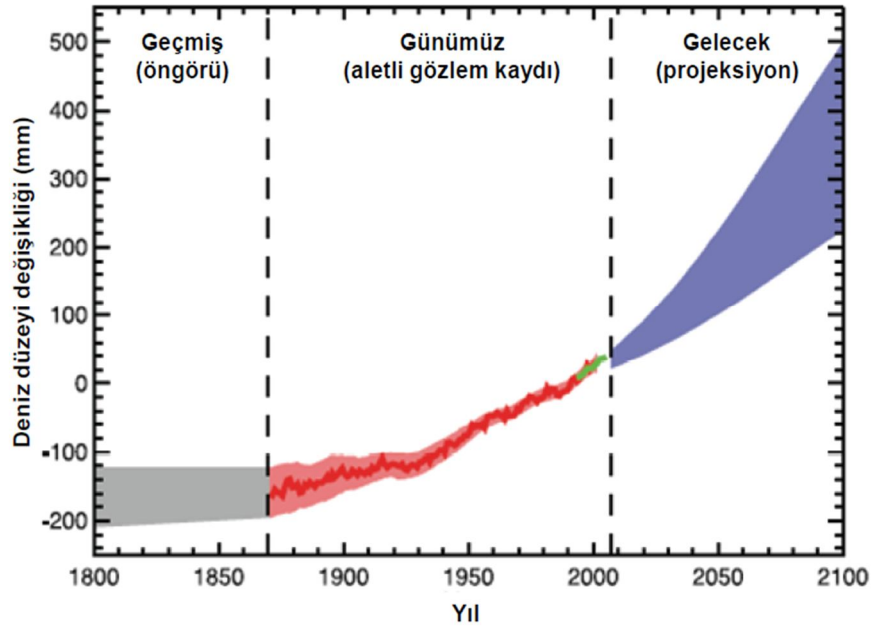 Geçmiş
(öngörü)
Günümüz
(aletli gözlem kaydı)
Gelecek
(projeksiyon)
Deniz düzeyi değişikliği (mm)
500
400
300
200
100
0
-100
-200
1800 1850 1900 1950 2000 2050 2100
Yıl